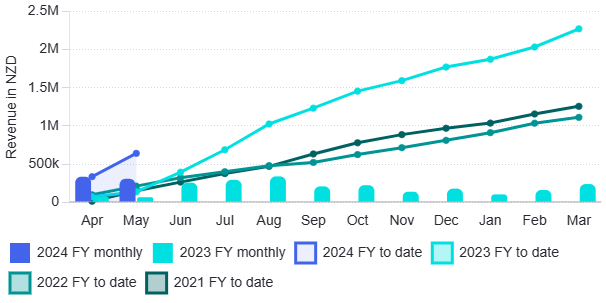 2.5M
2M
1.5M
1M
500k
0
Revenue in NZD
Apr May Jun Jul Aug Sep Oct Nov Dec Jan Feb Mar
2024 FY monthly 2023 FY monthly 2024 FY to date 2023 FY to date
2022 FY to date 2021 FY to date